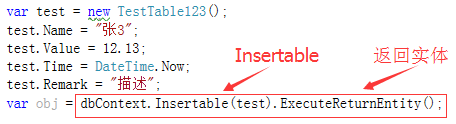 var test = new TestTable123();
test.Name = "张3";
test.Value = 12.13;
test.Time = DateTime.Now;
test.Remark = "描述";
Insertable 返回实体
var obj = dbContext.Insertable(test).ExecuteReturnEntity();